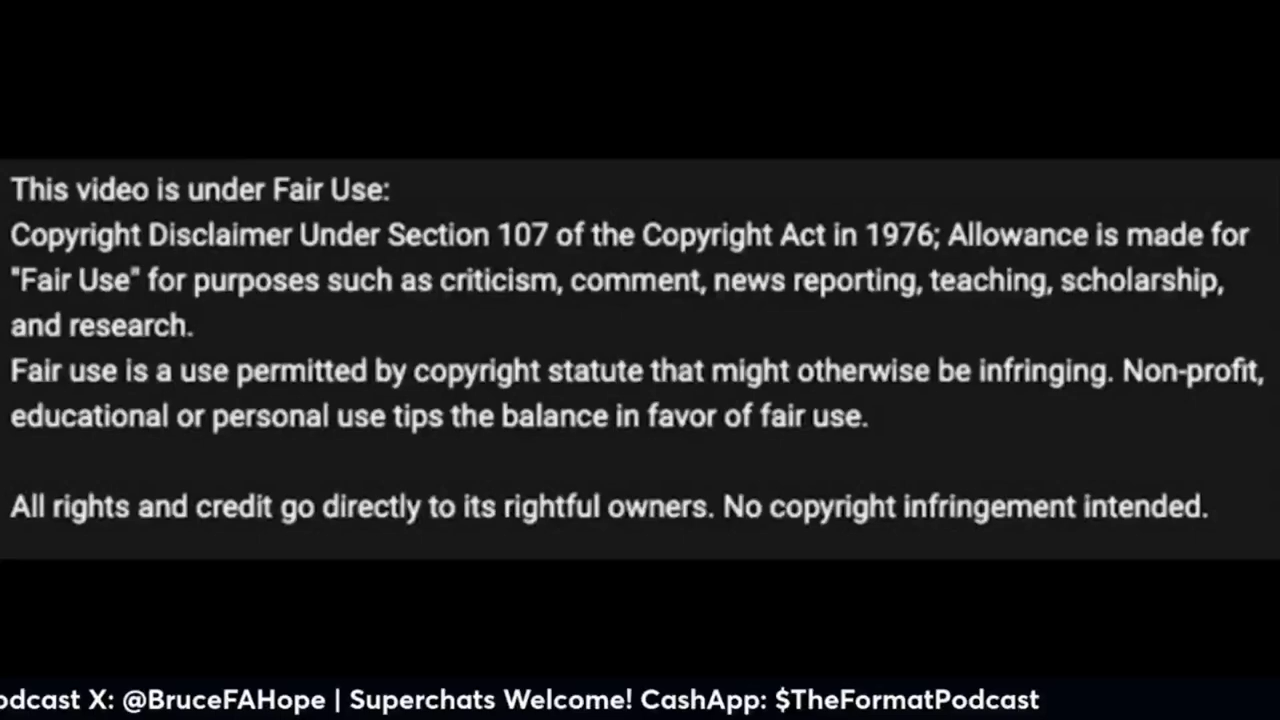 This video is under Fair Use:
Copyright Disclaimer Under Section 107 of the Copyright Act in 1976; Allowance is made for
"Fair Use" for purposes such as criticism, comment, news reporting, teaching, scholarship,
and research.
Fair use is a use permitted by copyright statute that might otherwise be infringing. Non-profit,
educational or personal use tips the balance in favor of fair use.
All rights and credit go directly to its rightful owners. No copyright infringement intended.
odcast X: @BruceFAHope | Superchats Welcome! CashApp: $TheFormatPodcast